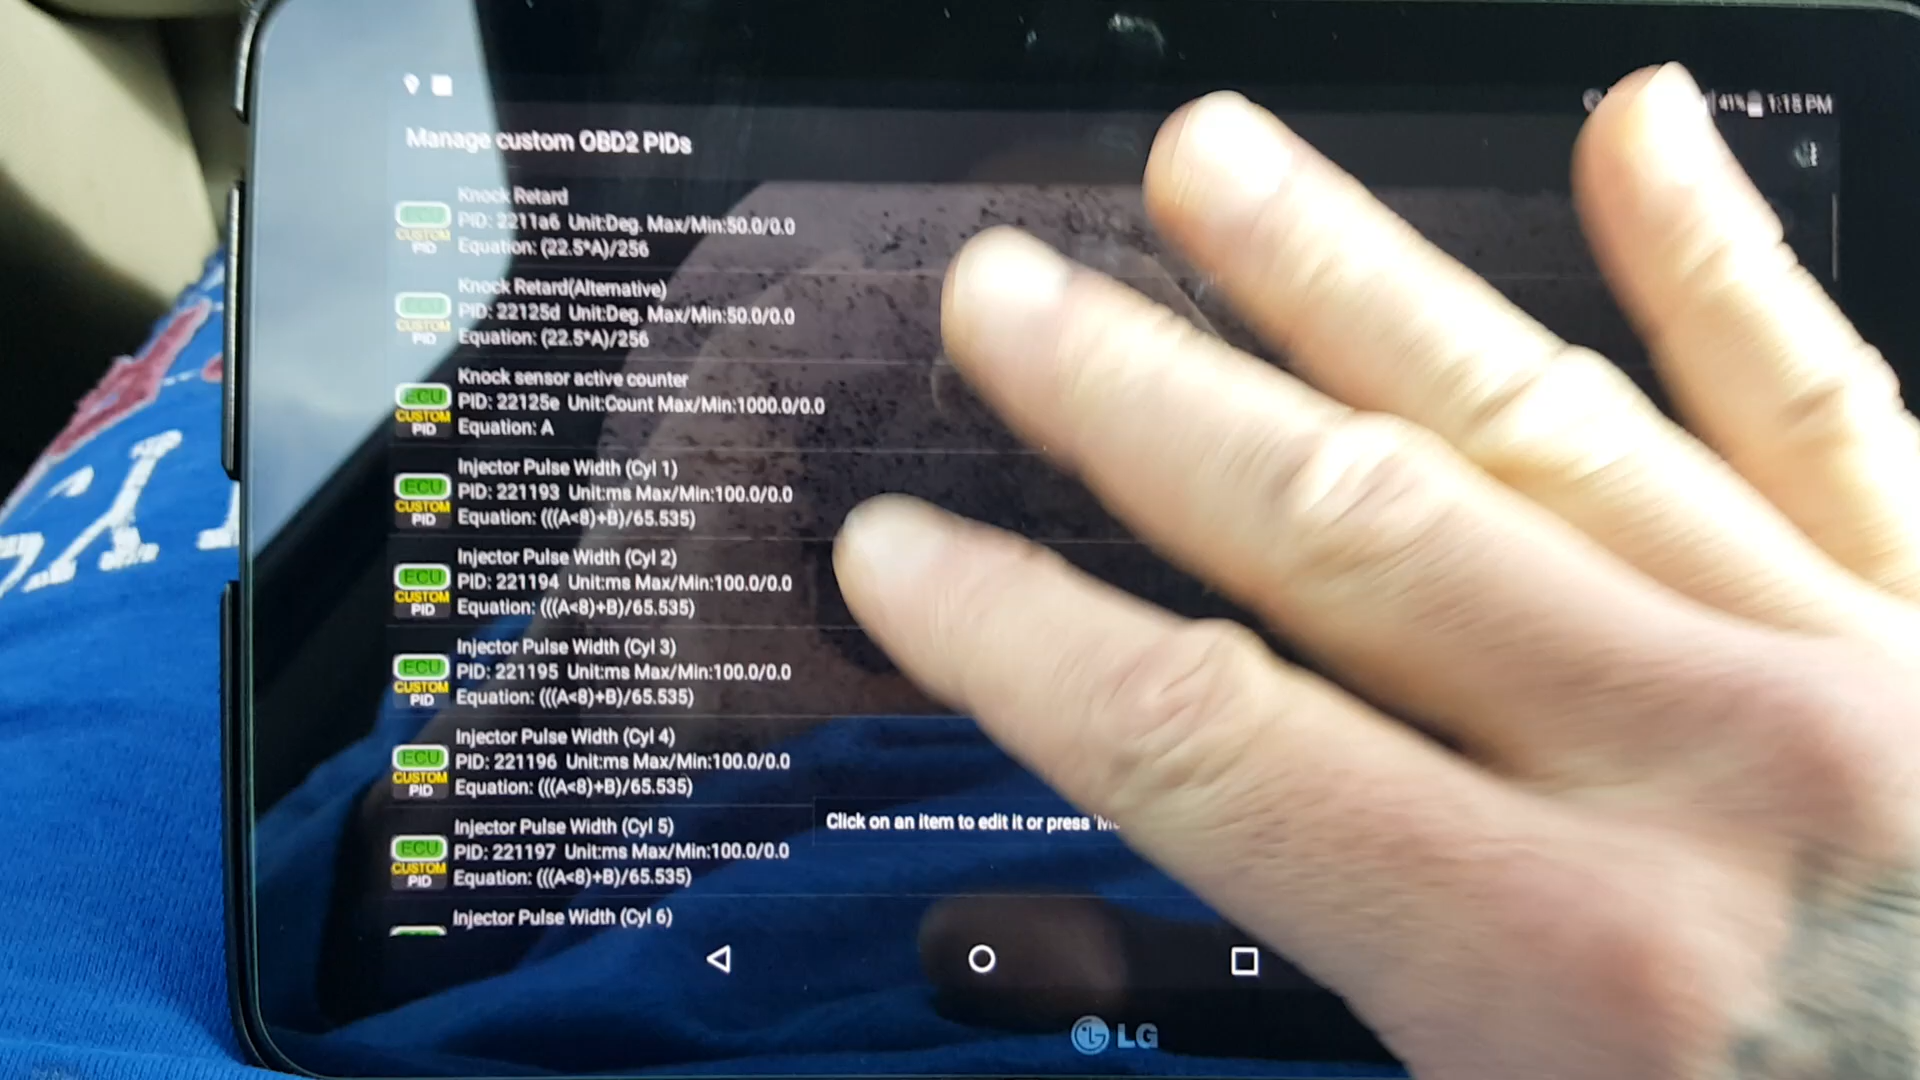 41% 1:15 PM
Manage custom OBD2 PIDs
Knock Retard
PID: 2211a6 Unit:Deg. Max/Min:50.0/0.0
Equation: (22.5*A)/256
CUSTOM
PID
Knock Retard(Alternative)
PID: 22125d Unit:Deg. Max/Min:50.0/0.0
Equation: (22.5*A)/256
CUSTOM
PID
Knock sensor active counter
PID: 22125e Unit:Count Max/Min:1000.0/0.0
Equation: A
ECU
CUSTOM
PID
Injector Pulse Width (Cyl 1)
PID: 221193 Unit:ms Max/Min:100.0/0.0
Equation: (((A<8)+B)/65.535)
ECU
CUSTOM
PID
Injector Pulse Width (Cyl 2)
PID: 221194 Unit:ms Max/Min:100.0/0.0
Equation: (((A<8)+B)/65.535)
ECU
CUSTOM
PID
Injector Pulse Width (Cyl 3)
PID: 221195 Unit:ms Max/Min:100.0/0.0
Equation: (((A<8)+B)/65.535)
ECU
CUSTOM
PID
Injector Pulse Width (Cyl 4)
PID: 221196 Unit:ms Max/Min:100.0/0.0
Equation: (((A<8)+B)/65.535)
ECU
CUSTOM
PID
Click on an item to edit it or press
Injector Pulse Width (Cyl 5)
PID: 221197 Unit:ms Max/Min:100.0/0.0
Equation: (((A<8)+B)/65.535)
ECU
CUSTOM
PID
Injector Pulse Width (Cyl 6)
LG